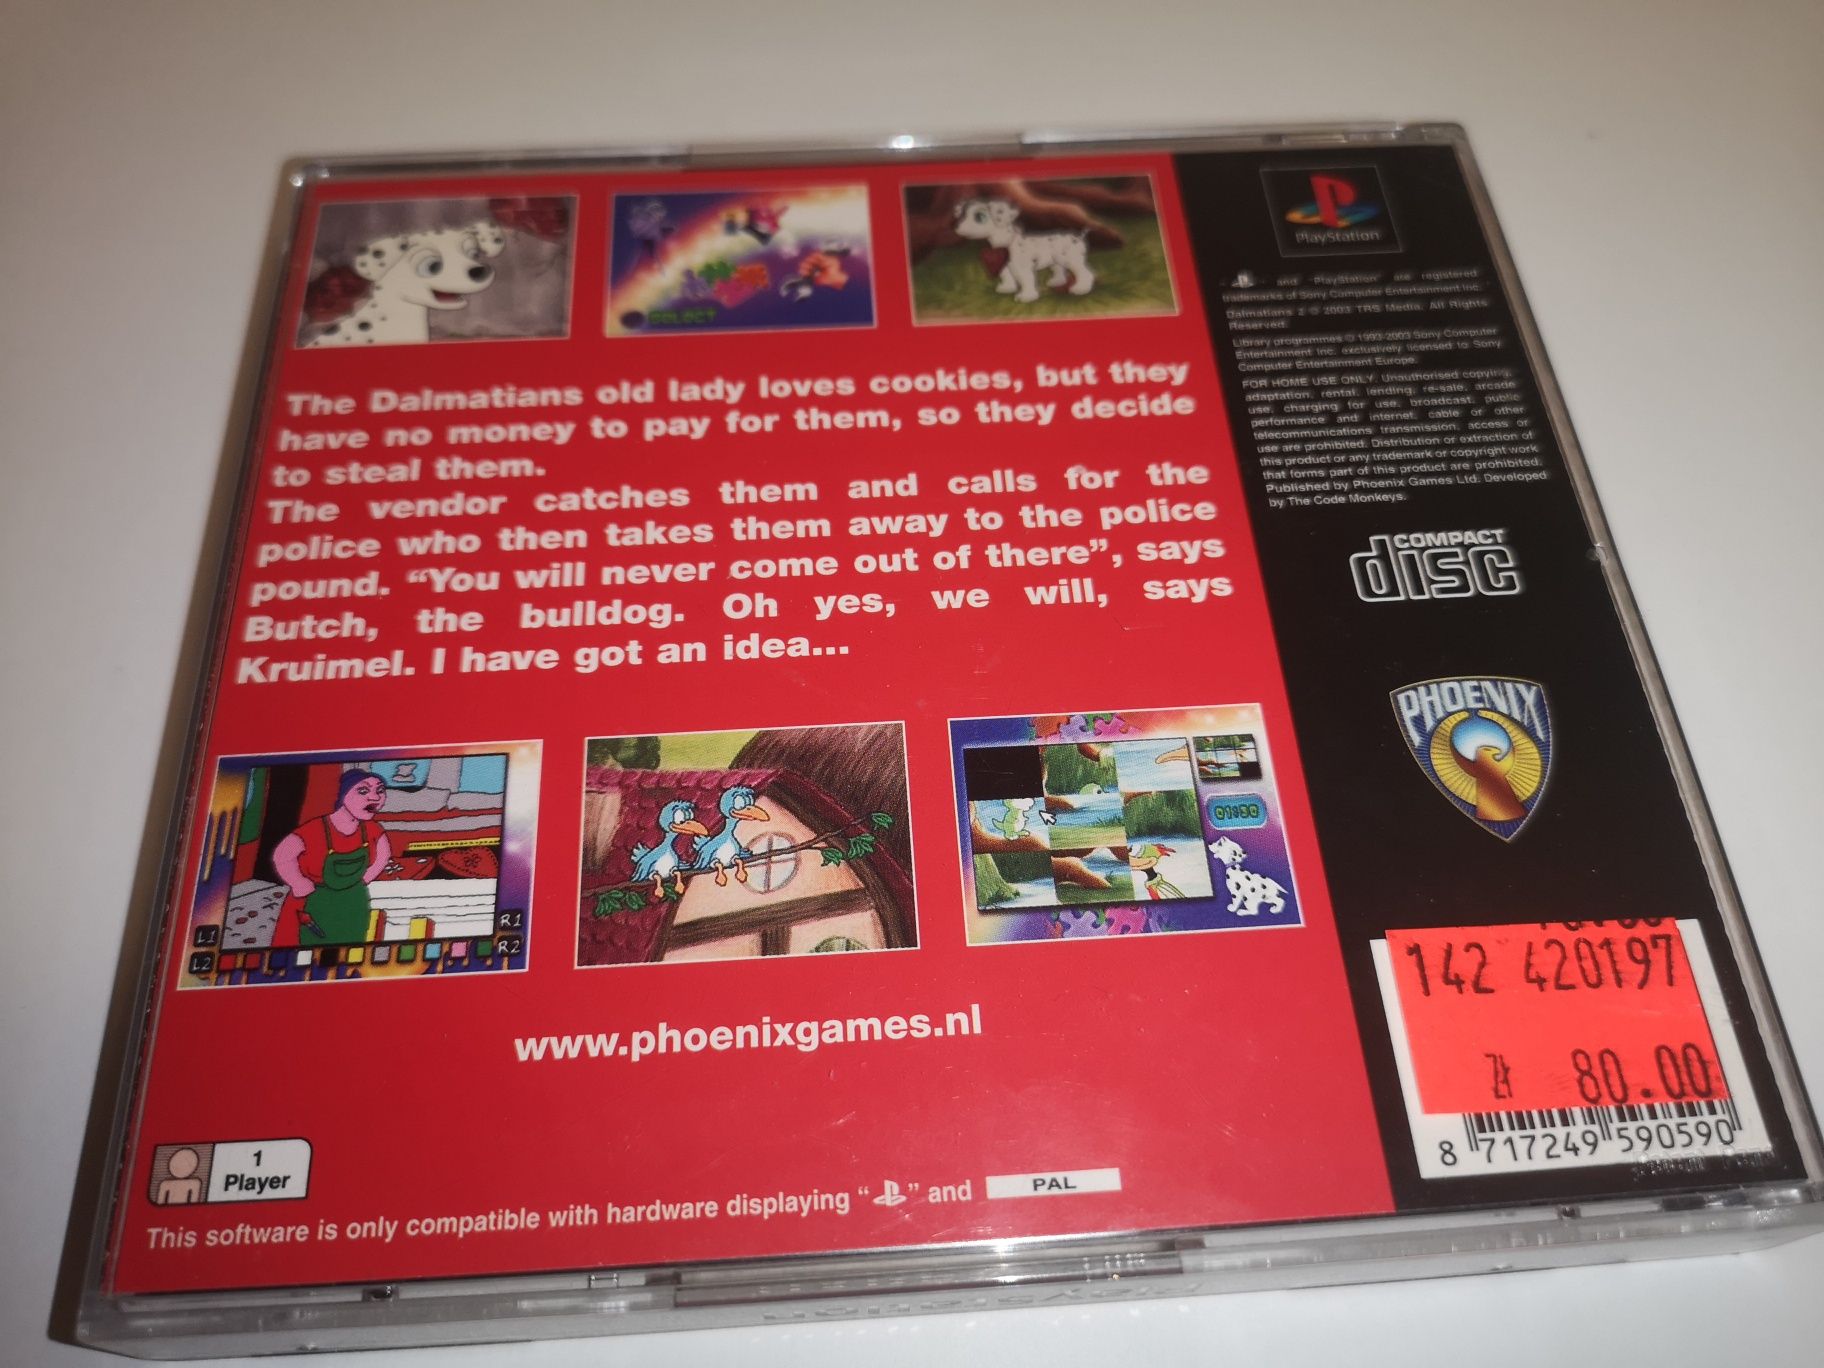 SELECT
The Dalmatians old lady loves cookies, but they
have no money to pay for them, so they decide
to steal them.
The vendor catches them and calls for the
police who then takes them away to the police
pound. “You will never come out of there”, says
Butch, the bulldog. Oh yes, we will, says
Kruimel. I have got an idea...
L1
R1
L2
R2
01:30
www.phoenixgames.nl
1
Player
This software is only compatible with hardware displaying “ ” and PAL
PlayStation
“ ” and “PlayStation” are registered
trademarks of Sony Computer Entertainment Inc.
Dalmatians 2 © 2003 TRS Media. All Rights
Reserved.
Library programmes © 1993-2003 Sony Computer
Entertainment Inc. exclusively licensed to Sony
Computer Entertainment Europe.
FOR HOME USE ONLY. Unauthorised copying,
adaptation, rental, lending, re-sale, arcade
use, charging for use, broadcast, public
performance and internet, cable or other
telecommunications transmission, access or
use are prohibited. Distribution or extraction of
this product or any trademark or copyright work
that forms part of this product are prohibited.
Published by Phoenix Games Ltd. Developed
by The Code Monkeys.
COMPACT
disc
PHOENIX
142 420197
zł 80.00
8 717249 590590